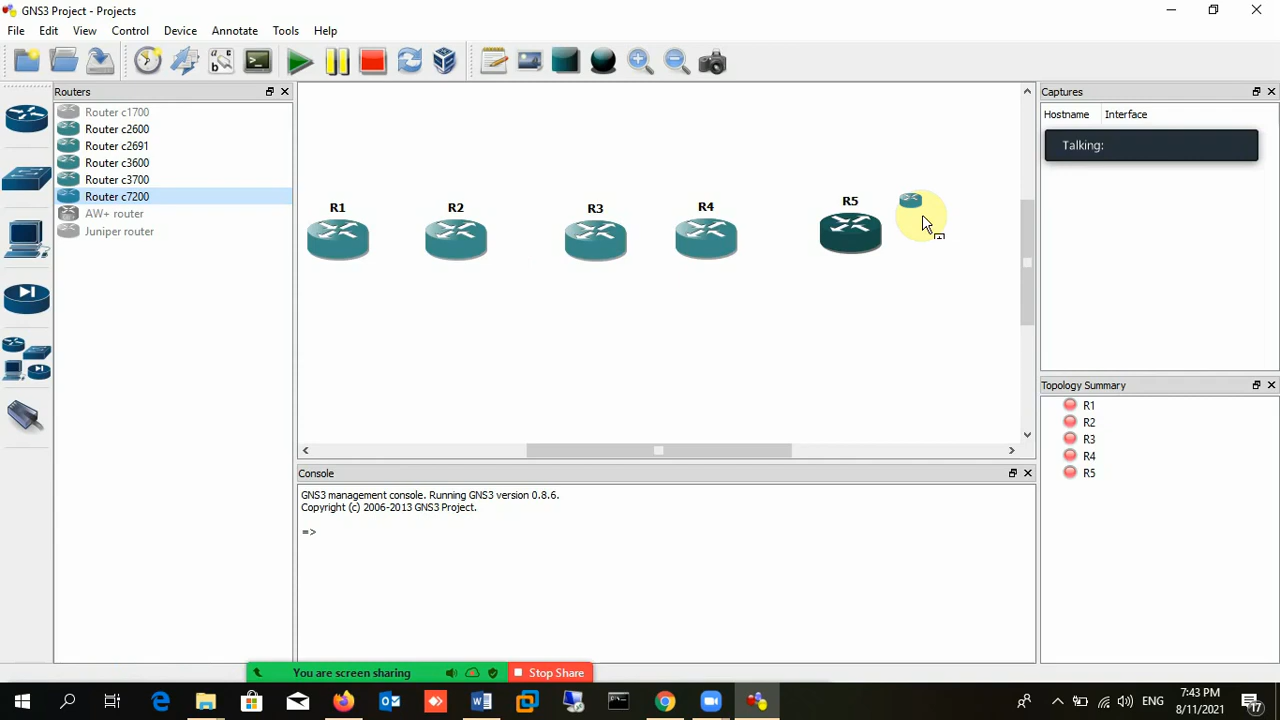 GNS3 Project - Projects
File Edit View Control Device Annotate Tools Help
Routers
Router c1700
Router c2600
Router c2691
Router c3600
Router c3700
Router c7200
AW+ router
Juniper router
R1
R2
R3
R4
R5
Captures
Hostname Interface
Talking:
Topology Summary
R1
R2
R3
R4
R5
Console
GNS3 management console. Running GNS3 version 0.8.6.
Copyright (c) 2006-2013 GNS3 Project.
=>
You are screen sharing
Stop Share
ENG
7:43 PM
8/11/2021
17